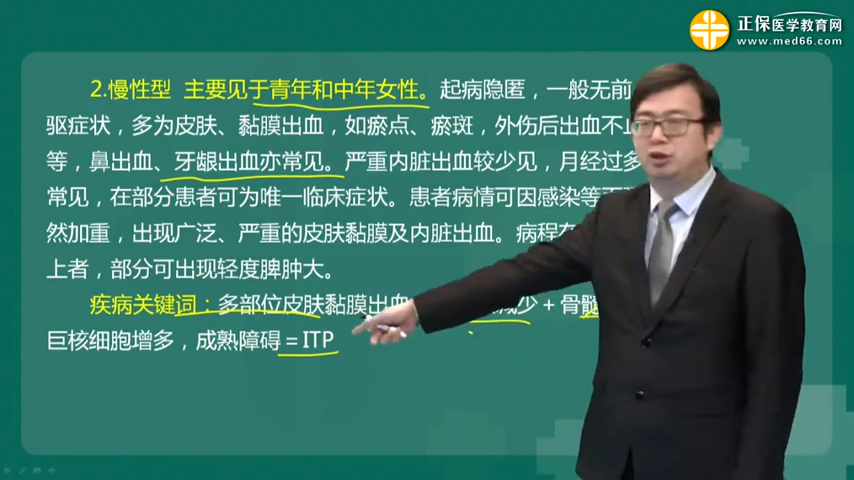 正保医学教育网
www.med66.com
2.慢性型 主要见于青年和中年女性。起病隐匿，一般无前
驱症状，多为皮肤、黏膜出血，如瘀点、瘀斑，外伤后出血不止
等，鼻出血、牙龈出血亦常见。严重内脏出血较少见，月经过多
常见，在部分患者可为唯一临床症状。患者病情可因感染等而
然加重，出现广泛、严重的皮肤黏膜及内脏出血。病程在
上者，部分可出现轻度脾肿大。
疾病关键词：多部位皮肤黏膜出血 减少＋骨髓
巨核细胞增多，成熟障碍＝ITP